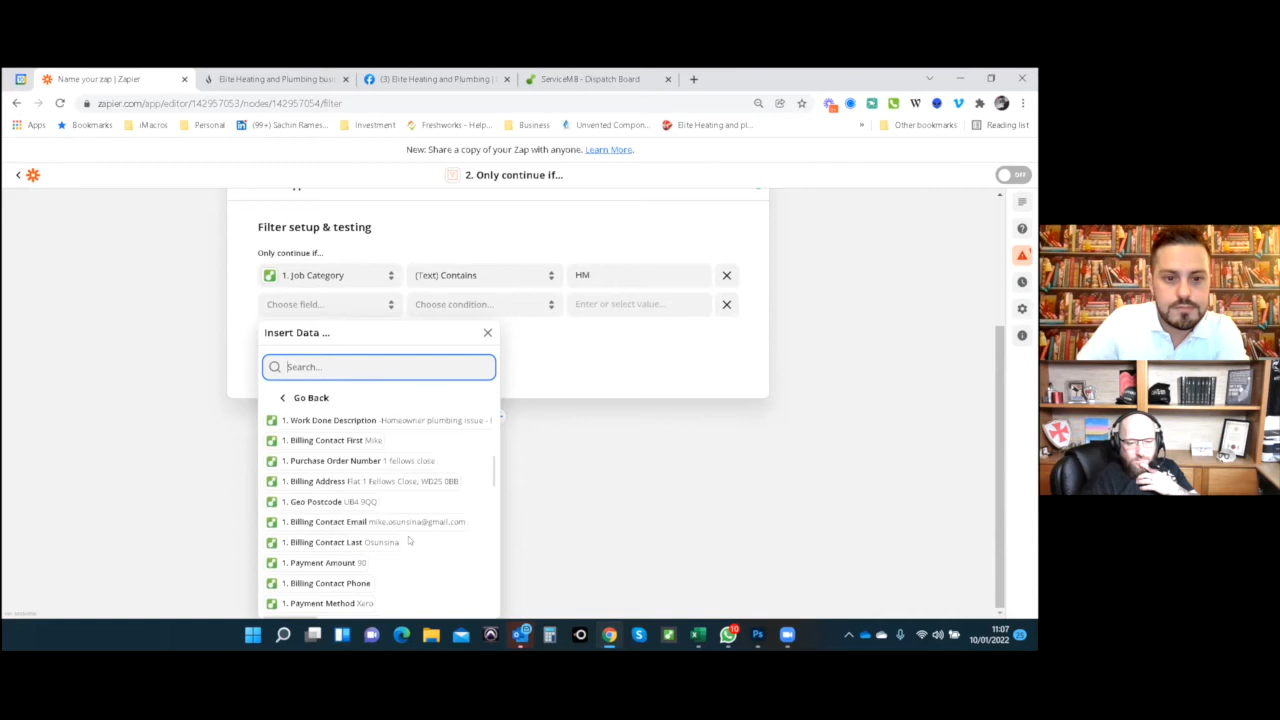 Name your zap | Zapier
Elite Heating and Plumbing busi
(3) Elite Heating and Plumbing |
ServiceM8 - Dispatch Board
zapier.com/app/editor/142957053/nodes/142957054/filter
Apps
Bookmarks
iMacros
Personal
(99+) Sachin Rames...
Investment
Freshworks - Help...
Business
Unvented Compon...
Elite Heating and pl...
»
Other bookmarks
Reading list
New: Share a copy of your Zap with anyone. Learn More.
2. Only continue if...
OFF
Filter setup & testing
Only continue if...
1. Job Category
(Text) Contains
HM
Choose field...
Choose condition...
Enter or select value...
Insert Data ...
Search...
Go Back
1. Work Done Description -Homeowner plumbing issue -
1. Billing Contact First Mike
1. Purchase Order Number 1 fellows close
1. Billing Address Flat 1 Fellows Close, WD25 0BB
1. Geo Postcode UB4 9QQ
1. Billing Contact Email mike.osunsina@gmail.com
1. Billing Contact Last Osunsina
1. Payment Amount 90
1. Billing Contact Phone
1. Payment Method Xero
10
11:07
10/01/2022
25